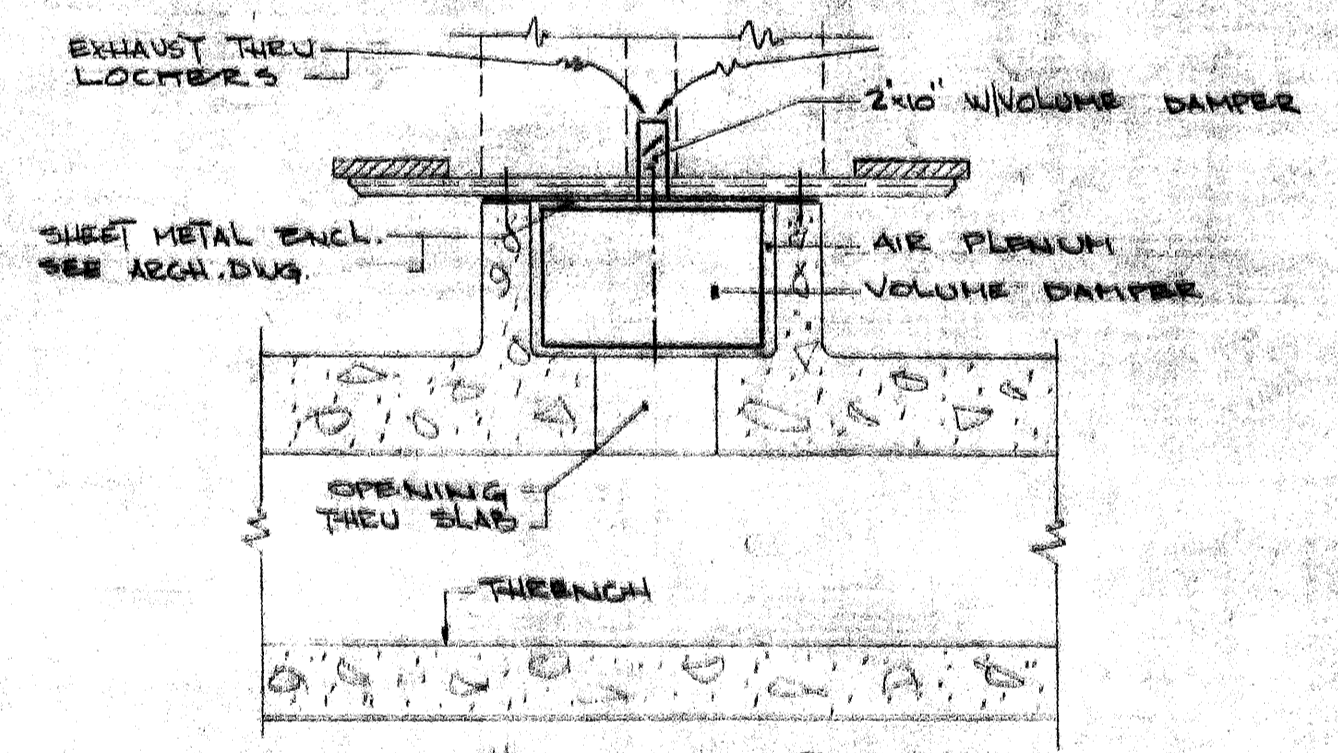 EXHAUST THRU
LOCKERS
2"x10" W/VOLUME DAMPER
SHEET METAL ENCL.
SEE ARCH. DWG.
AIR PLENUM
VOLUME DAMPER
OPENING
THRU SLAB
TRENCH